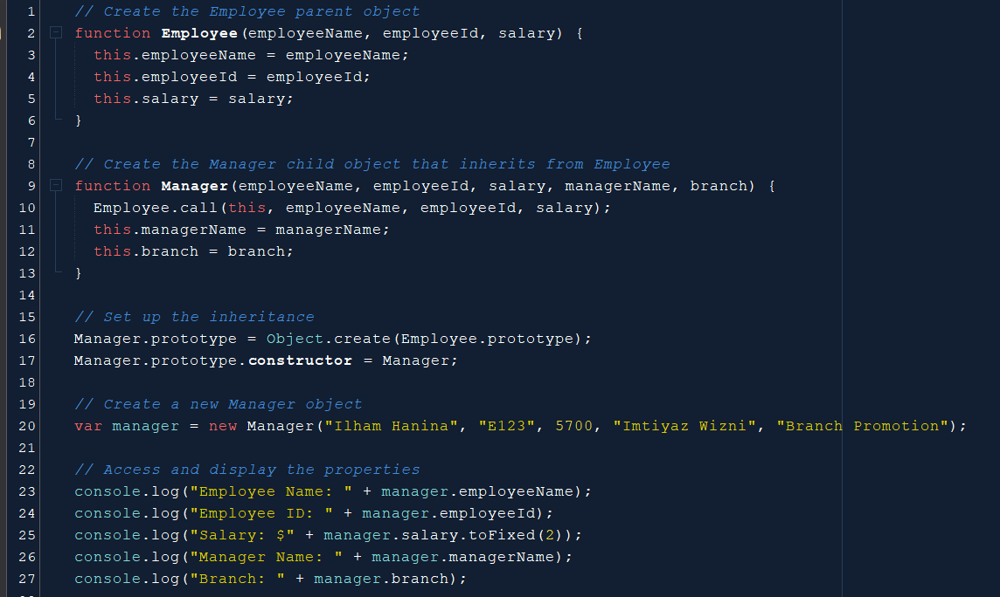 1 // Create the Employee parent object
2 function Employee(employeeName, employeeId, salary) {
3   this.employeeName = employeeName;
4   this.employeeId = employeeId;
5   this.salary = salary;
6 }
7
8 // Create the Manager child object that inherits from Employee
9 function Manager(employeeName, employeeId, salary, managerName, branch) {
10   Employee.call(this, employeeName, employeeId, salary);
11   this.managerName = managerName;
12   this.branch = branch;
13 }
14
15 // Set up the inheritance
16 Manager.prototype = Object.create(Employee.prototype);
17 Manager.prototype.constructor = Manager;
18
19 // Create a new Manager object
20 var manager = new Manager("Ilham Hanina", "E123", 5700, "Imtiyaz Wizni", "Branch Promotion");
21
22 // Access and display the properties
23 console.log("Employee Name: " + manager.employeeName);
24 console.log("Employee ID: " + manager.employeeId);
25 console.log("Salary: $" + manager.salary.toFixed(2));
26 console.log("Manager Name: " + manager.managerName);
27 console.log("Branch: " + manager.branch);